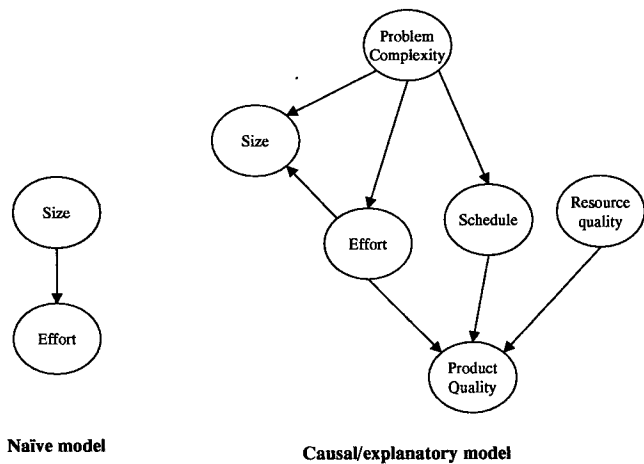 Problem
Complexity
Size
Size
Effort
Schedule
Resource
quality
Effort
Product
Quality
Naïve model
Causal/explanatory model